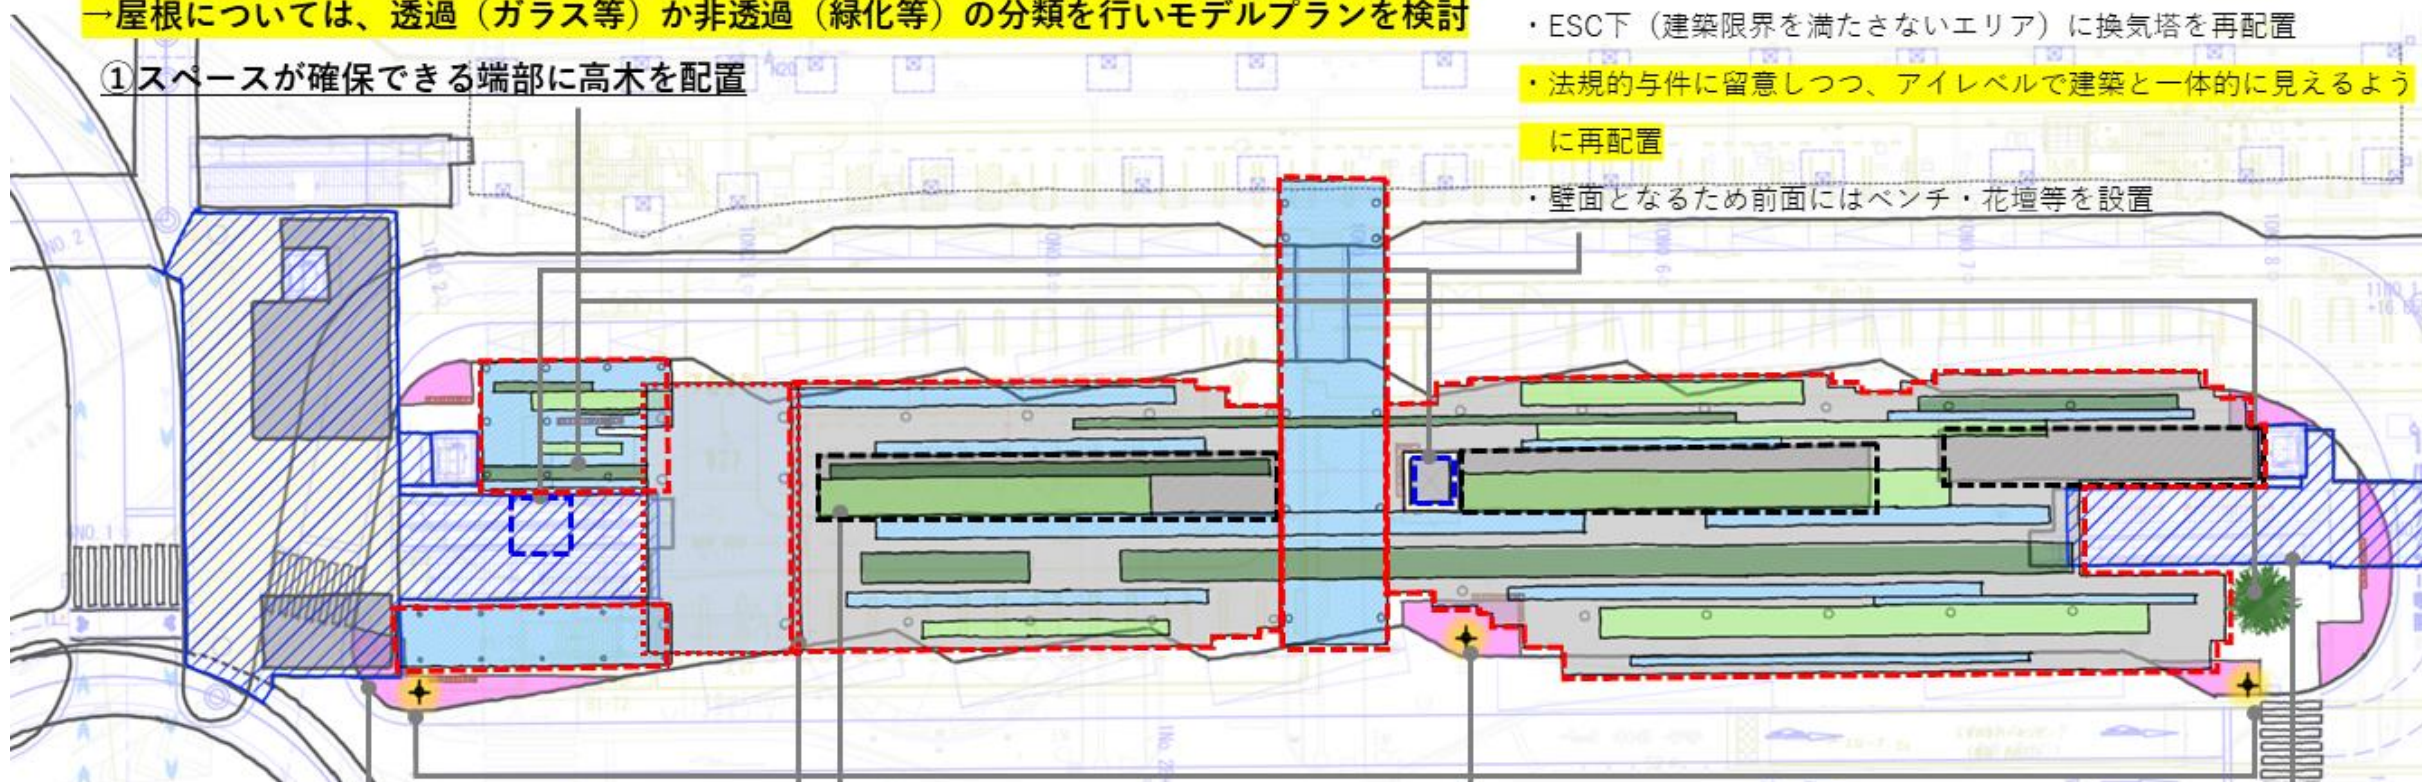 →屋根については、透過（ガラス等）か非透過（緑化等）の分類を行いモデルプランを検討
①スペースが確保できる端部に高木を配置
・ESC下（建築限界を満たさないエリア）に換気塔を再配置
・法規的与件に留意しつつ、アイレベルで建築と一体的に見えるよう
に再配置
・壁面となるため前面にはベンチ・花壇等を設置
NO.2